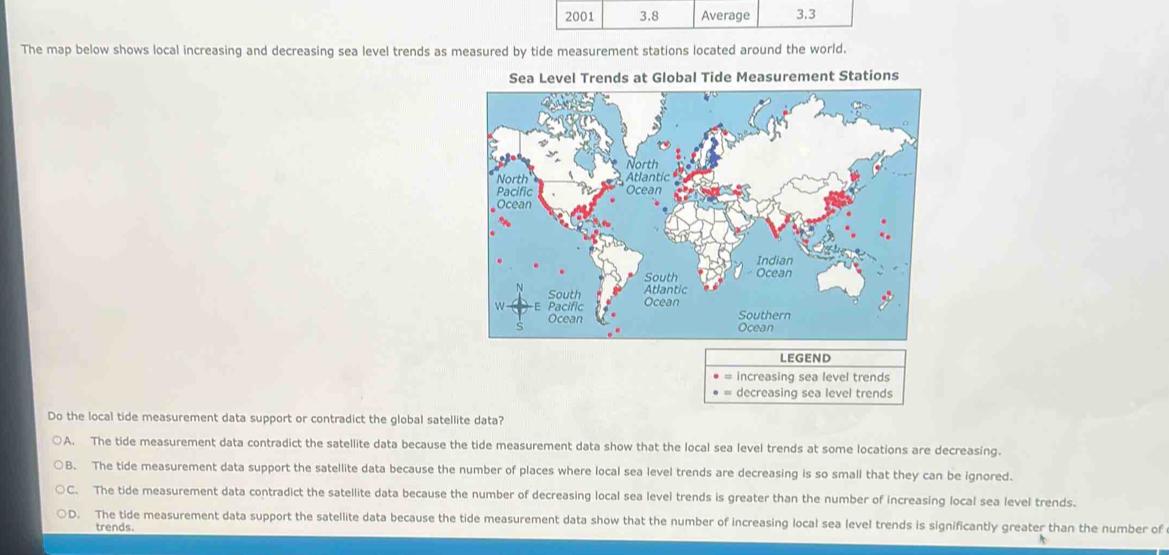 2001 3.8 Average 3.3
The map below shows local increasing and decreasing sea level trends as measured by tide measurement stations located around the world.
Sea Level Trends at Global Tide Measurement Stations
North
Atlantic
Ocean
North
Pacific
Ocean
Indian
Ocean
South
Atlantic
Ocean
N
W E
S
South
Pacific
Ocean
Southern
Ocean
LEGEND
• = increasing sea level trends
• = decreasing sea level trends
Do the local tide measurement data support or contradict the global satellite data?
A. The tide measurement data contradict the satellite data because the tide measurement data show that the local sea level trends at some locations are decreasing.
B. The tide measurement data support the satellite data because the number of places where local sea level trends are decreasing is so small that they can be ignored.
C. The tide measurement data contradict the satellite data because the number of decreasing local sea level trends is greater than the number of increasing local sea level trends.
D. The tide measurement data support the satellite data because the tide measurement data show that the number of increasing local sea level trends is significantly greater than the number of
trends.